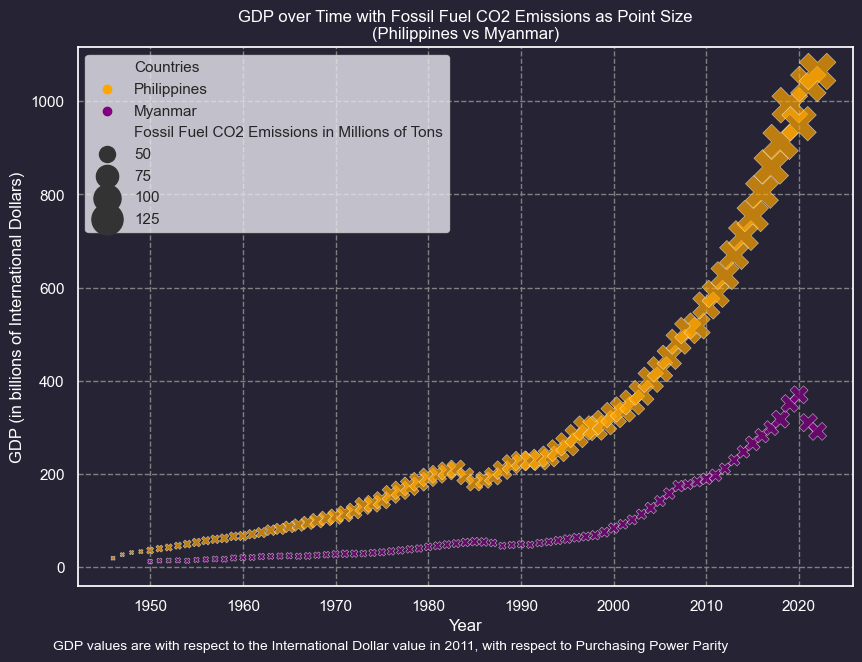 GDP over Time with Fossil Fuel CO2 Emissions as Point Size
(Philippines vs Myanmar)
Countries
Philippines
Myanmar
Fossil Fuel CO2 Emissions in Millions of Tons
50
75
100
125
GDP (in billions of International Dollars)
1000
800
600
400
200
0
1950 1960 1970 1980 1990 2000 2010 2020
Year
GDP values are with respect to the International Dollar value in 2011, with respect to Purchasing Power Parity